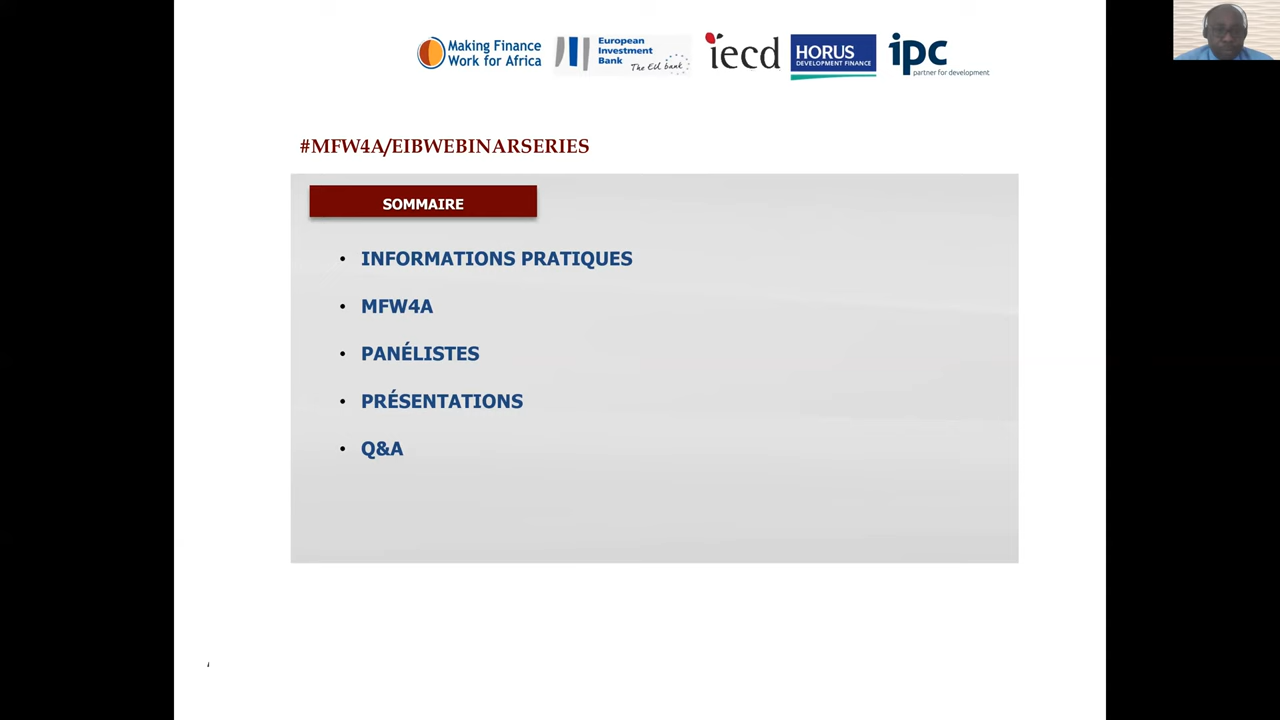 Making Finance
Work for Africa
European
Investment
Bank
The EU bank
iecd
HORUS
DEVELOPMENT FINANCE
ipc
partner for development
#MFW4A/EIBWEBINARSERIES
SOMMAIRE
• INFORMATIONS PRATIQUES
• MFW4A
• PANÉLISTES
• PRÉSENTATIONS
• Q&A